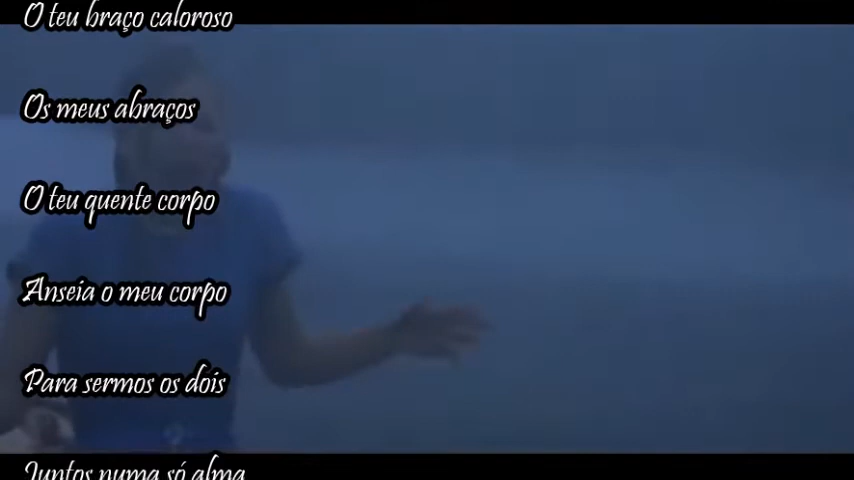 O teu braço caloroso
Os meus abraços
O teu quente corpo
Anseia o meu corpo
Para sermos os dois
Juntos numa só alma